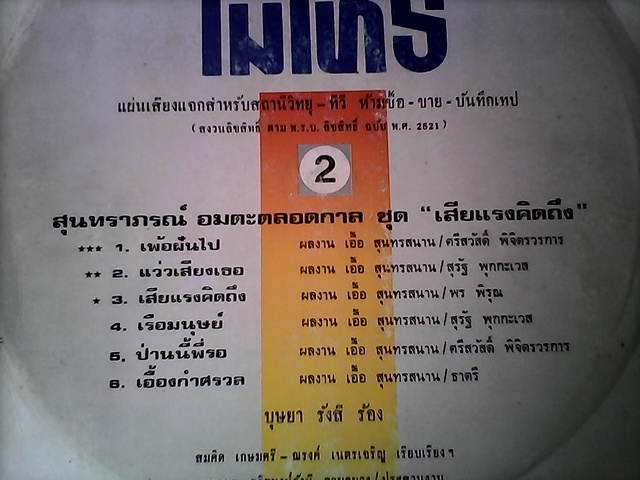 เมโทร
แผ่นเสียงแจกสำหรับสถานีวิทยุ - ทีวี ห้ามซื้อ - ขาย - บันทึกเทป
(สงวนลิขสิทธิ์ ตาม พ.ร.บ. ลิขสิทธิ์ ฉบับ พ.ศ. 2521)
2
สุนทราภรณ์ อมตะตลอดกาล ชุด "เสียแรงคิดถึง"
*** 1. เพ้อฝันไป ผลงาน เอื้อ สุนทรสนาน/ศรีสวัสดิ์ พิจิตรวรการ
** 2. แว่วเสียงเธอ ผลงาน เอื้อ สุนทรสนาน/สุรัฐ พุกกะเวส
* 3. เสียแรงคิดถึง ผลงาน เอื้อ สุนทรสนาน/พร พิรุณ
4. เรือมนุษย์ ผลงาน เอื้อ สุนทรสนาน/สุรัฐ พุกกะเวส
5. ป่านนี้พี่รอ ผลงาน เอื้อ สุนทรสนาน/ศรีสวัสดิ์ พิจิตรวรการ
6. เอื้องกำศรวล ผลงาน เอื้อ สุนทรสนาน/ธาตรี
บุษยา รังสี ร้อง
สมคิด เกษมศรี - ณรงค์ เนตรเจริญ เรียบเรียงฯ